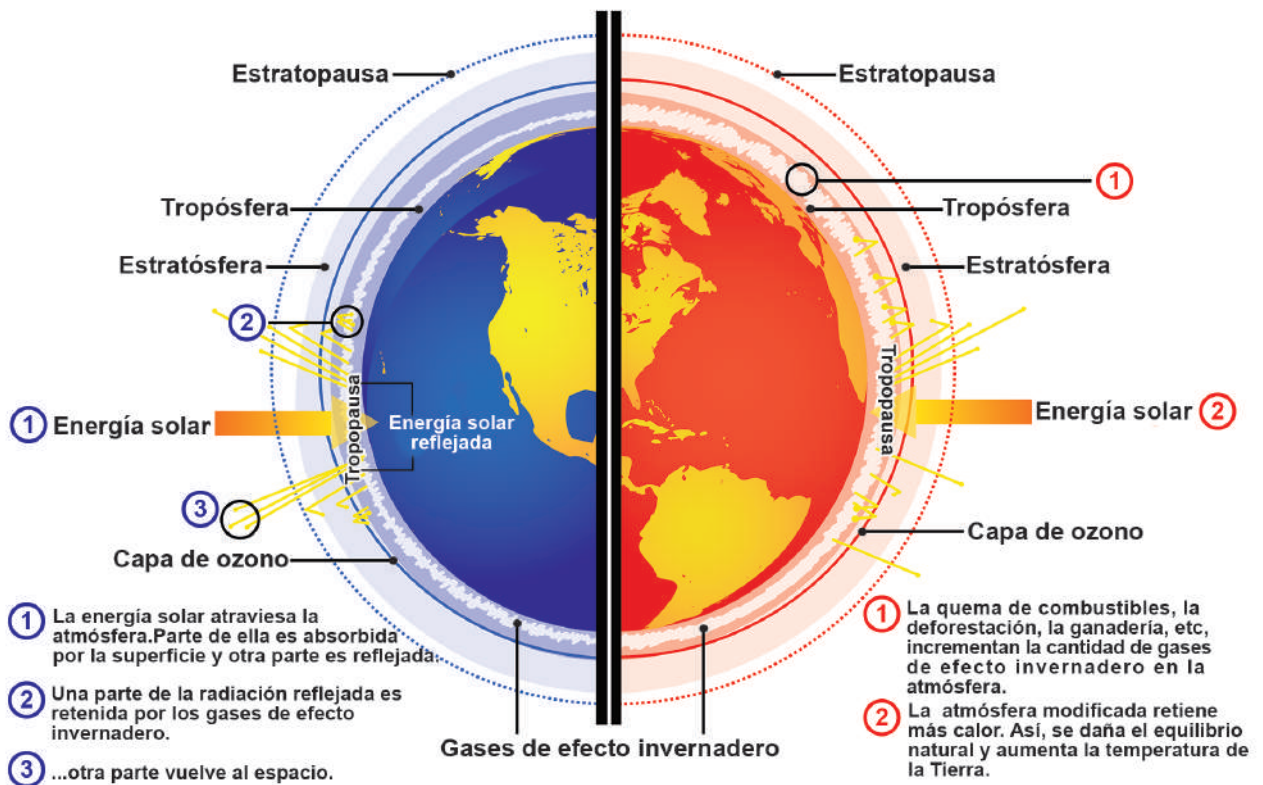 Estratopausa
Tropósfera
Estratósfera
2
1 Energía solar
Tropopausa
Energía solar
reflejada
3
Capa de ozono
1 La energía solar atraviesa la
atmósfera.Parte de ella es absorbida
por la superficie y otra parte es reflejada.
2 Una parte de la radiación reflejada es
retenida por los gases de efecto
invernadero.
3 ...otra parte vuelve al espacio.
Gases de efecto invernadero
Estratopausa
1
Tropósfera
Estratósfera
Tropopausa
Energía solar 2
Capa de ozono
1 La quema de combustibles, la
deforestación, la ganadería, etc,
incrementan la cantidad de gases
de efecto invernadero en la
atmósfera.
2 La atmósfera modificada retiene
más calor. Así, se daña el equilibrio
natural y aumenta la temperatura de
la Tierra.